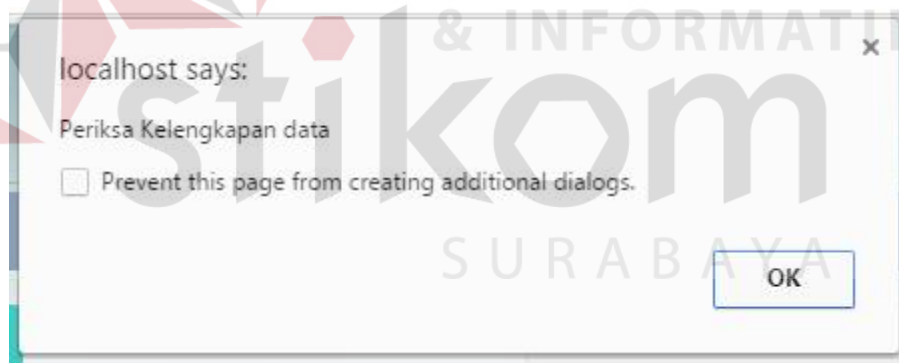 & INFORMATI
×
localhost says:
stikom
Periksa Kelengkapan data
Prevent this page from creating additional dialogs.
SURABAYA
OK